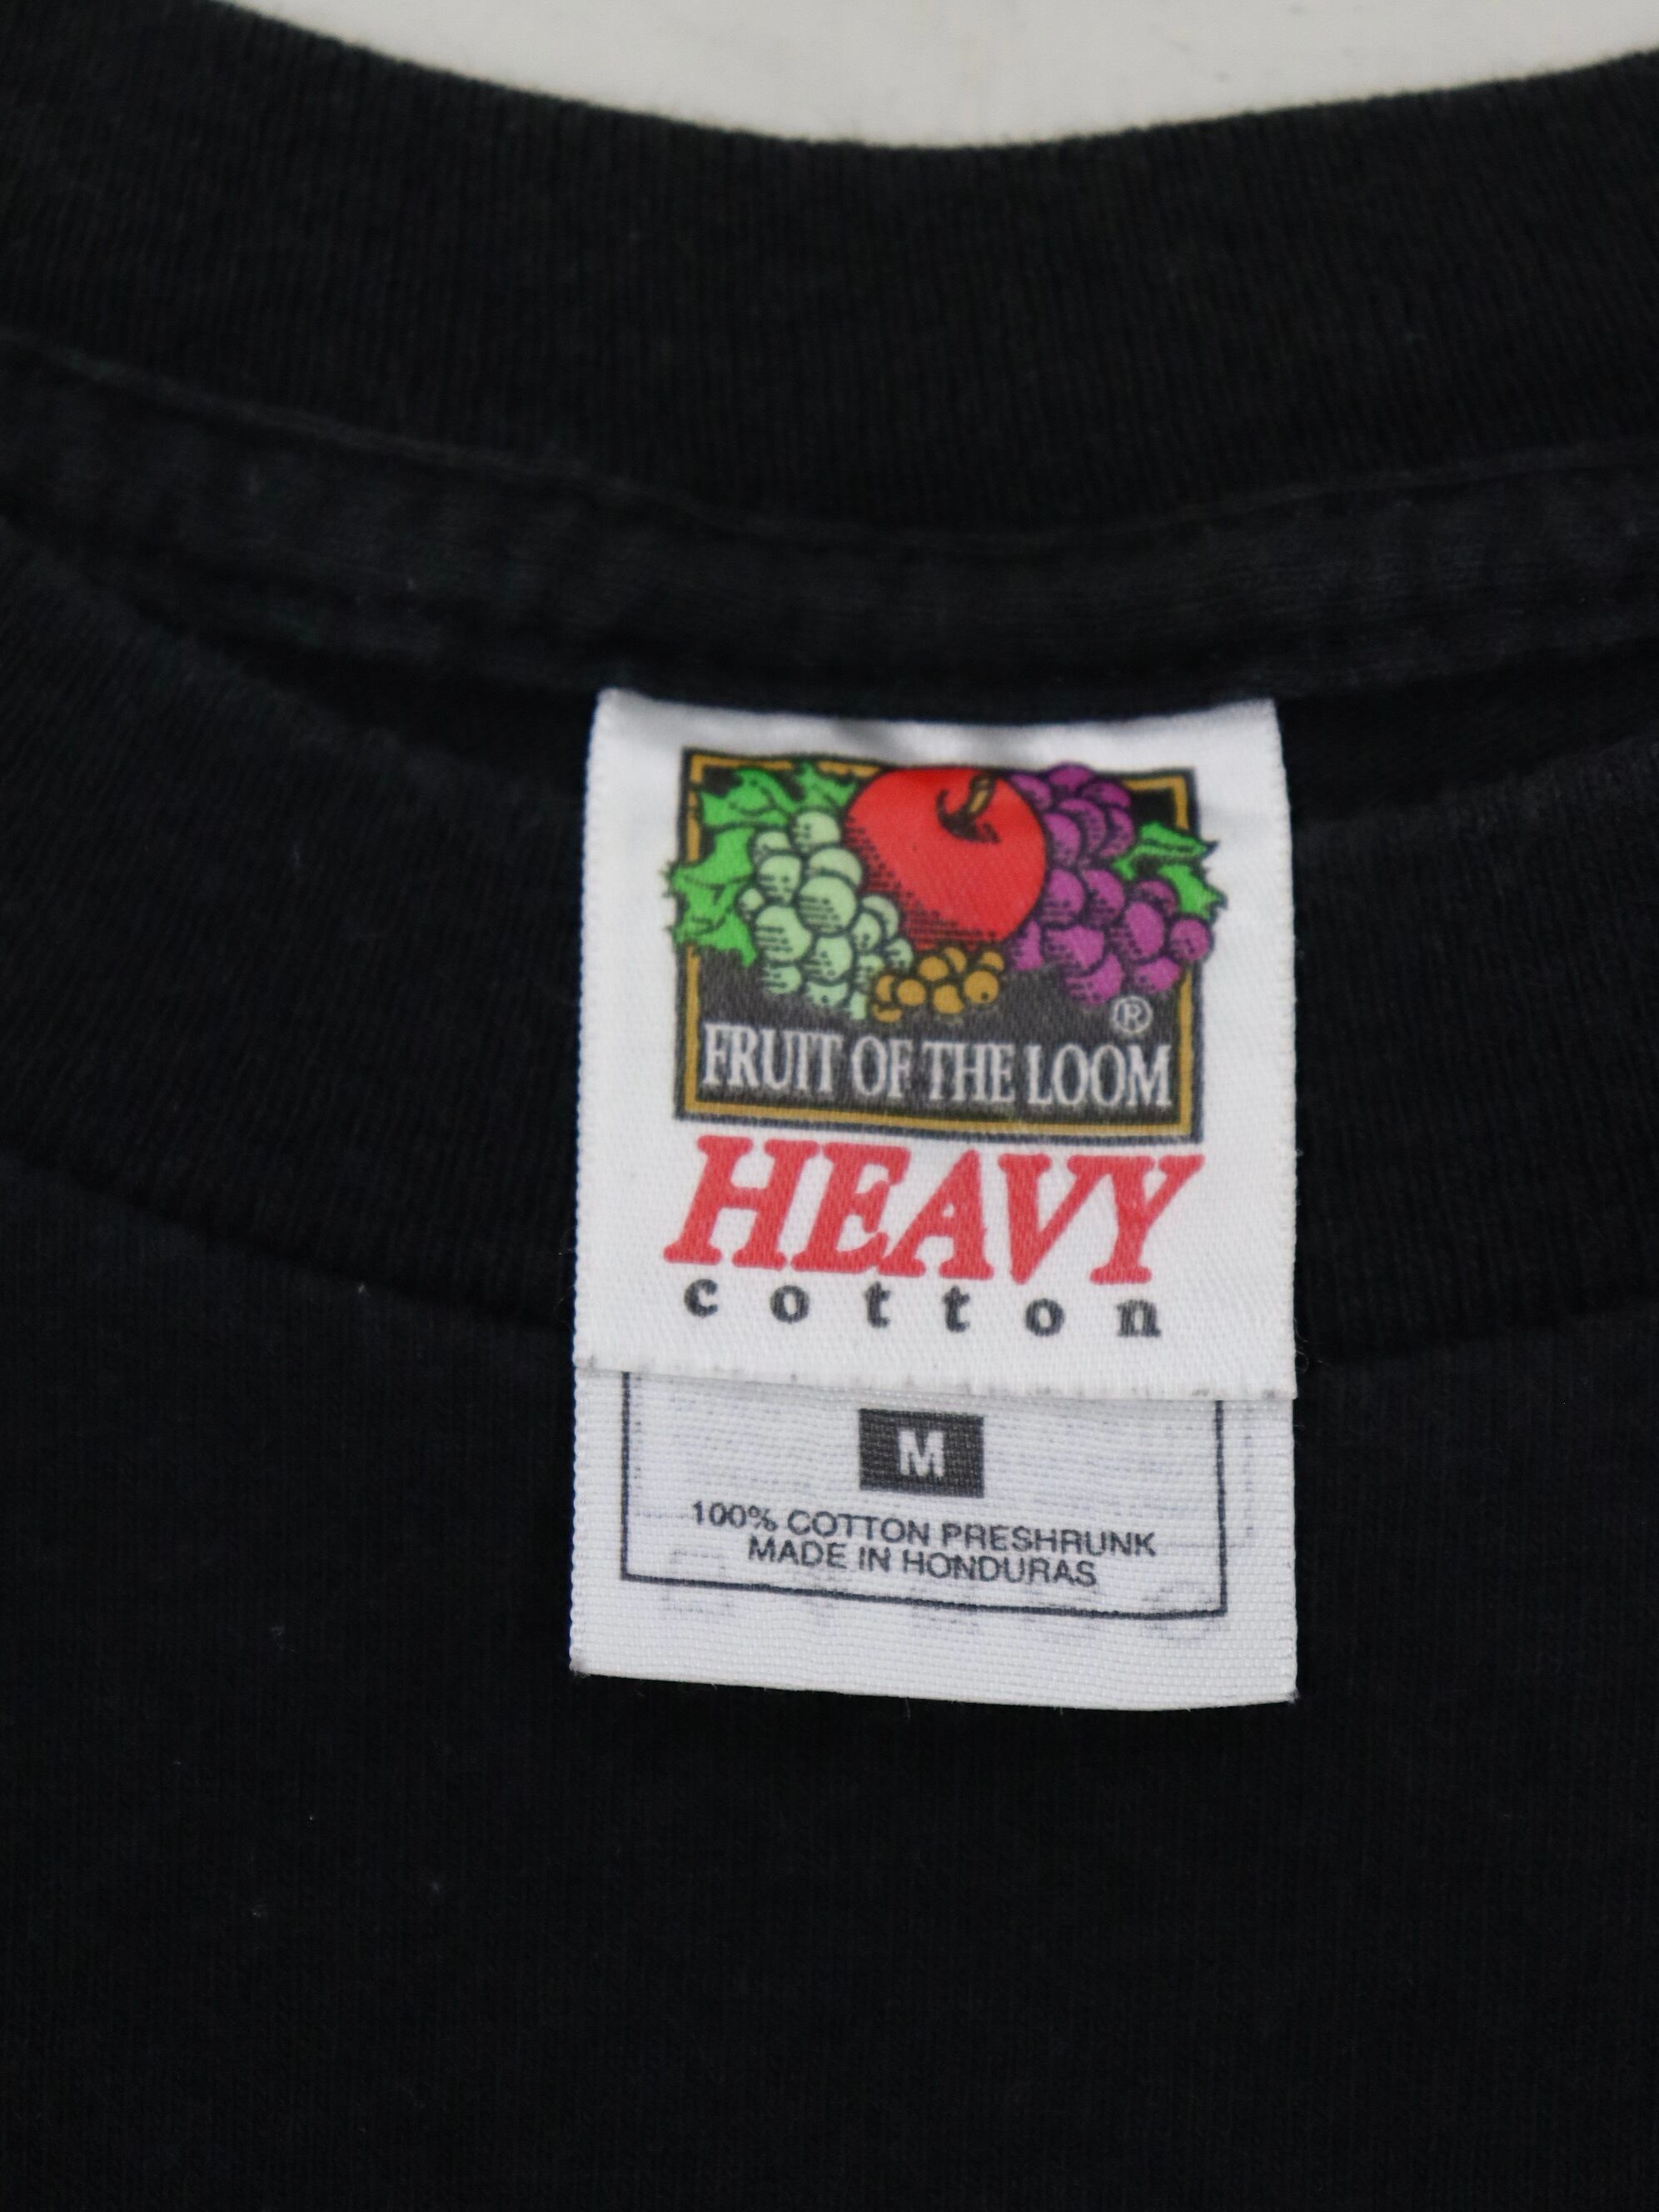 ®
FRUIT OF THE LOOM
HEAVY
cotton
M
100% COTTON PRESHRUNK
MADE IN HONDURAS